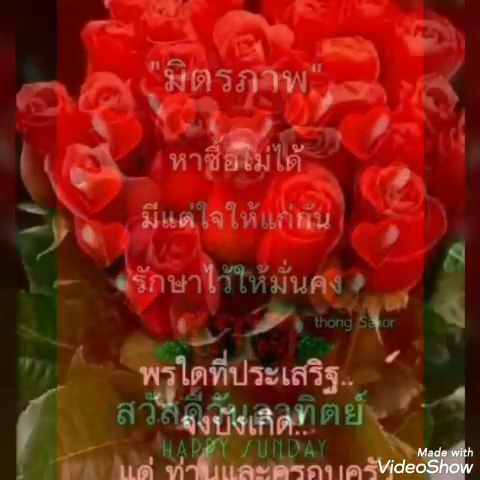 "มิตรภาพ"
หาซื้อไม่ได้
มีแต่ใจให้แก่กัน
รักษาไว้ให้มั่นคง
thong Sakor
พรใดที่ประเสริฐ..
สวัสดีวันอาทิตย์
จงบังเกิด..
HAPPY SUNDAY
แด่ ท่านและครอบครัว
Made with
VideoShow